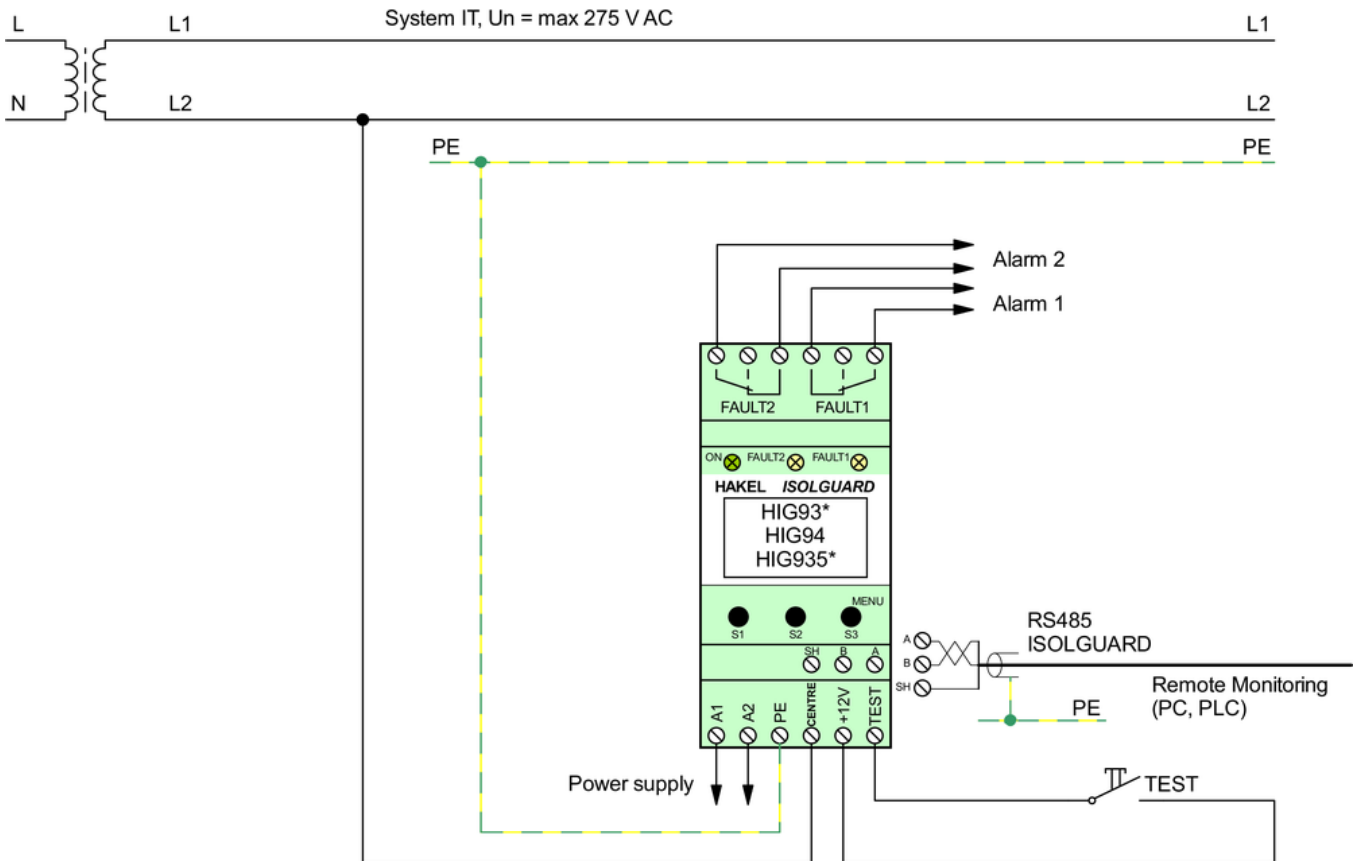 System IT, Un = max 275 V AC
L
L1
L1
N
L2
L2
PE
PE
Alarm 2
Alarm 1
FAULT2
FAULT1
ON
FAULT2
FAULT1
HAKEL ISOLGUARD
HIG93*
HIG94
HIG935*
MENU
S1
S2
S3
SH
B
A
A
B
SH
RS485
ISOLGUARD
Remote Monitoring
(PC, PLC)
PE
A1
A2
PE
CENTRE
+12V
TEST
Power supply
TEST